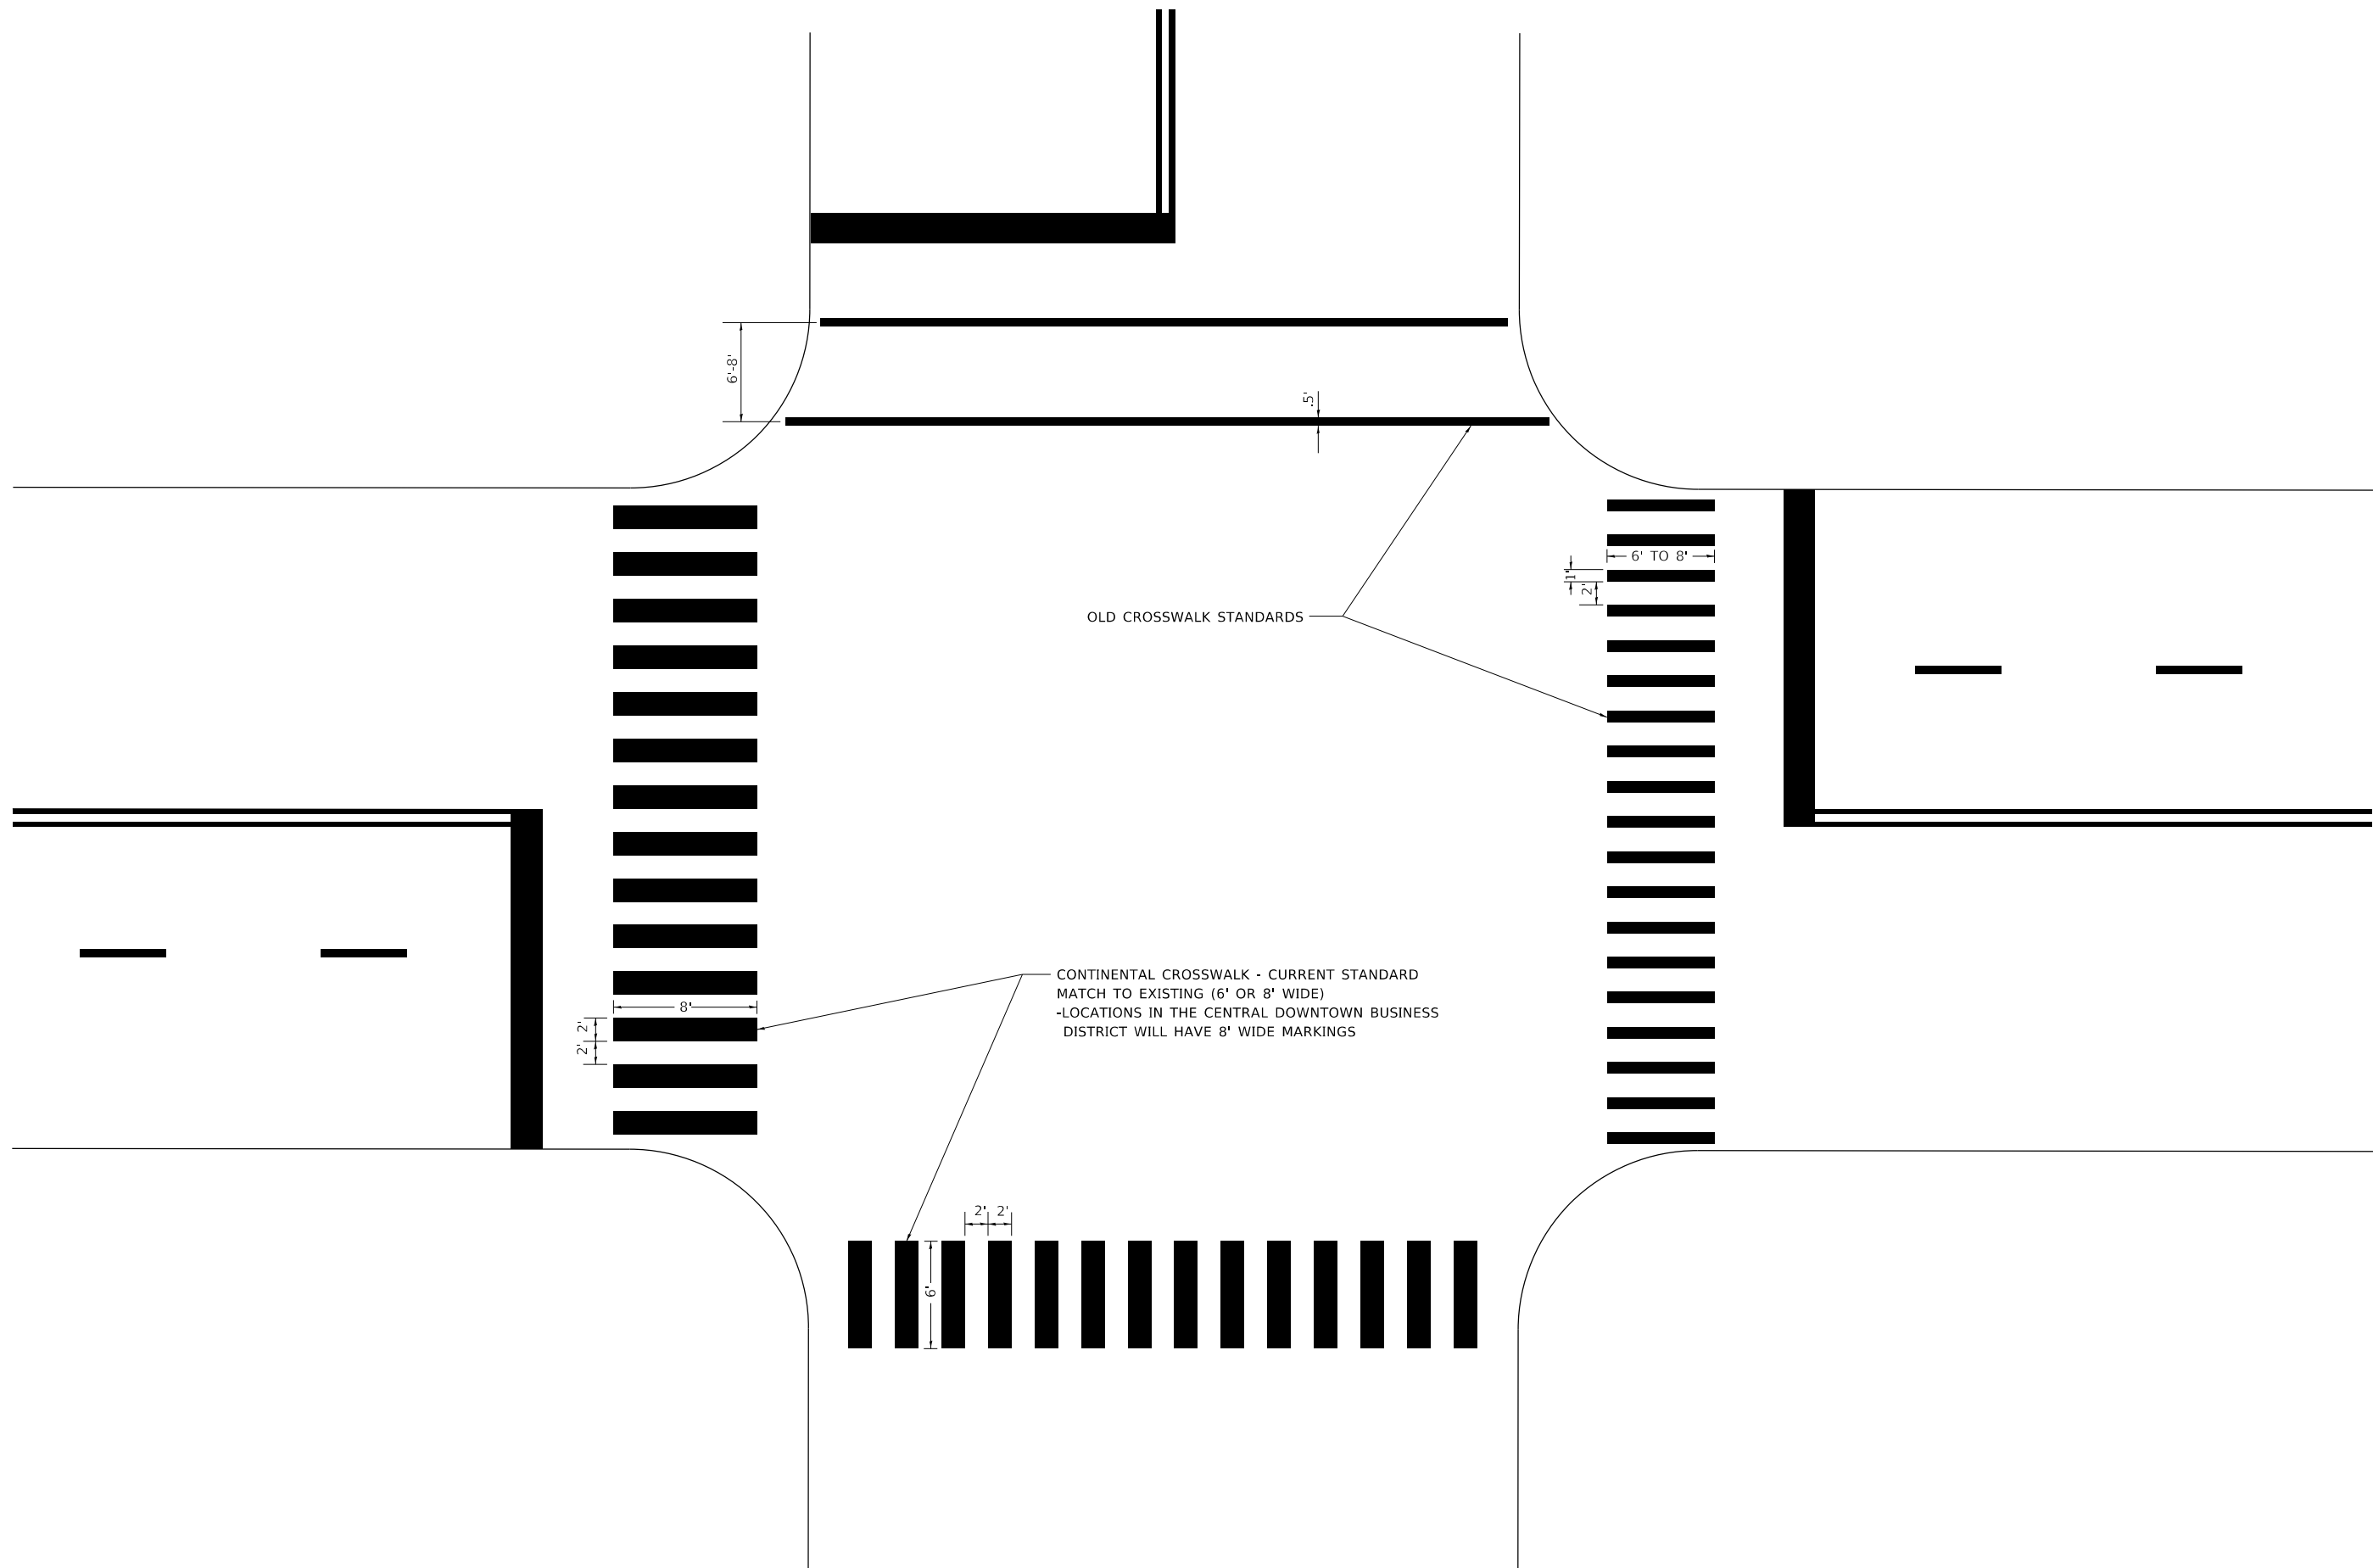 6'-8'
.5'
6' TO 8'
1'
2'
OLD CROSSWALK STANDARDS
CONTINENTAL CROSSWALK - CURRENT STANDARD
MATCH TO EXISTING (6' OR 8' WIDE)
-LOCATIONS IN THE CENTRAL DOWNTOWN BUSINESS
DISTRICT WILL HAVE 8' WIDE MARKINGS
8'
2'
2'
2' 2'
6'